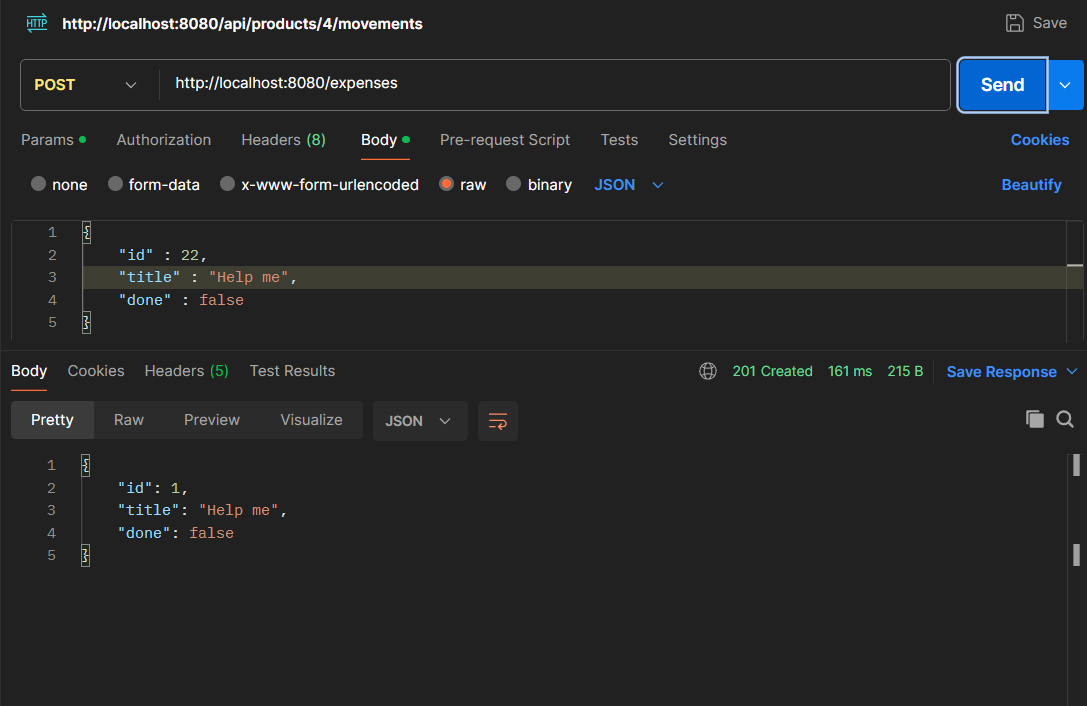 HTTP http://localhost:8080/api/products/4/movements Save
POST http://localhost:8080/expenses Send
Params Authorization Headers (8) Body Pre-request Script Tests Settings Cookies
none form-data x-www-form-urlencoded raw binary JSON Beautify
1 {
2 "id" : 22,
3 "title" : "Help me",
4 "done" : false
5 }
Body Cookies Headers (5) Test Results 201 Created 161 ms 215 B Save Response
Pretty Raw Preview Visualize JSON
1 {
2 "id": 1,
3 "title": "Help me",
4 "done": false
5 }